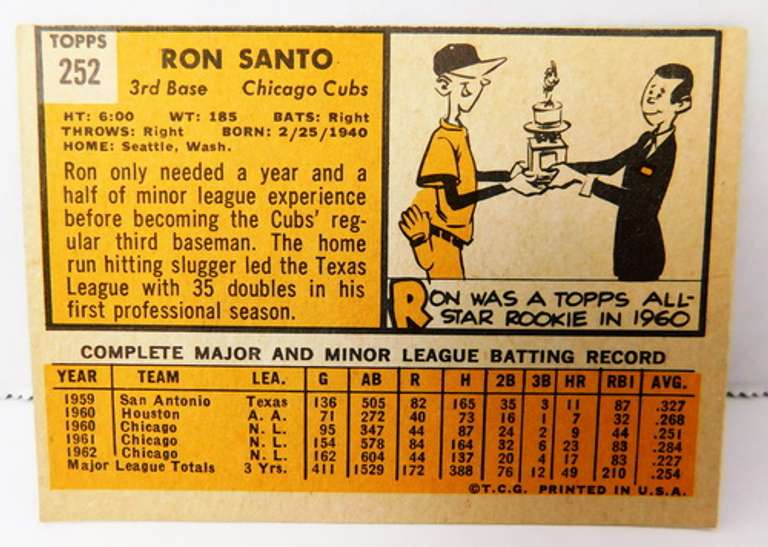 TOPPS
252
RON SANTO
3rd Base Chicago Cubs
HT: 6:00 WT: 185 BATS: Right
THROWS: Right BORN: 2/25/1940
HOME: Seattle, Wash.
Ron only needed a year and a
half of minor league experience
before becoming the Cubs' reg-
ular third baseman. The home
run hitting slugger led the Texas
League with 35 doubles in his
first professional season.
RON WAS A TOPPS ALL-
STAR ROOKIE IN 1960
COMPLETE MAJOR AND MINOR LEAGUE BATTING RECORD
YEAR TEAM LEA. G AB R H 2B 3B HR RBI AVG.
1959 San Antonio Texas 136 505 82 165 35 3 11 87 .327
1960 Houston A. A. 71 272 40 73 16 1 7 32 .268
1960 Chicago N. L. 95 347 44 87 24 2 9 44 .251
1961 Chicago N. L. 154 578 84 164 32 6 23 83 .284
1962 Chicago N. L. 162 604 44 137 20 4 17 83 .227
Major League Totals 3 Yrs. 411 1529 172 388 76 12 49 210 .254
©T.C.G. PRINTED IN U.S.A.